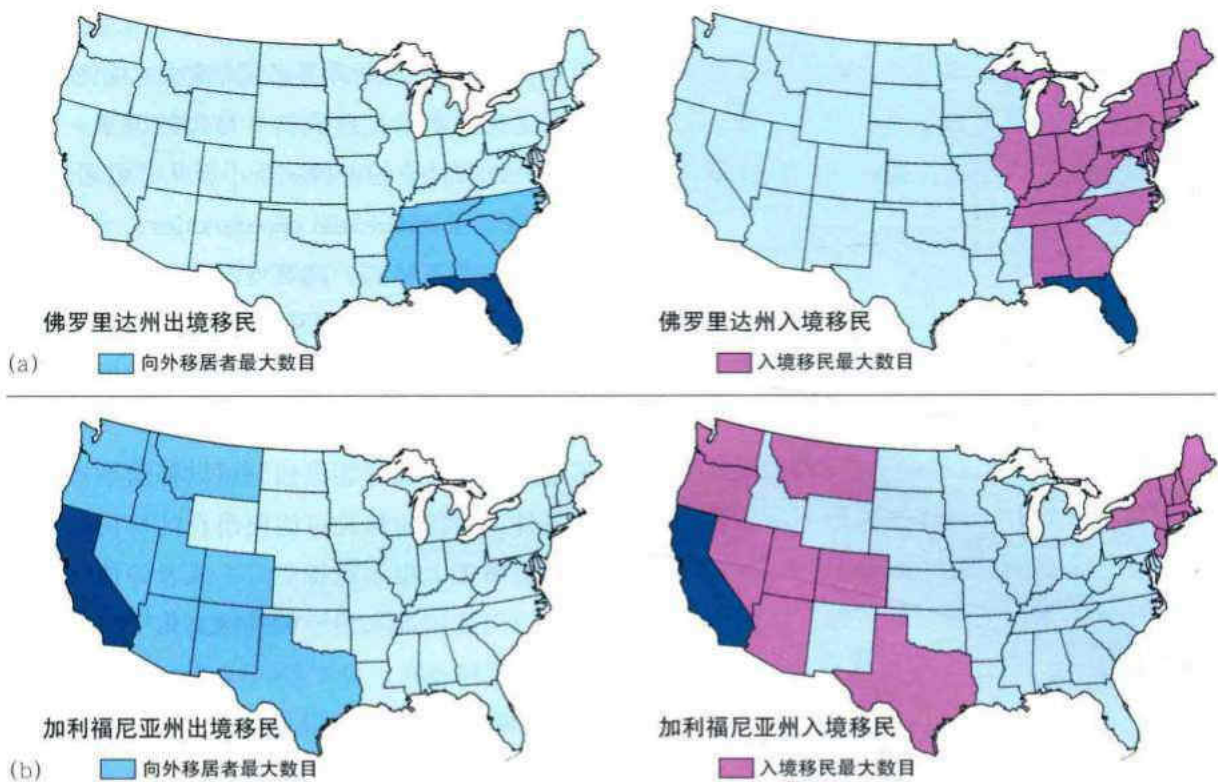 佛罗里达州出境移民
佛罗里达州入境移民
(a)
向外移居者最大数目
入境移民最大数目
加利福尼亚州出境移民
加利福尼亚州入境移民
(b)
向外移居者最大数目
入境移民最大数目